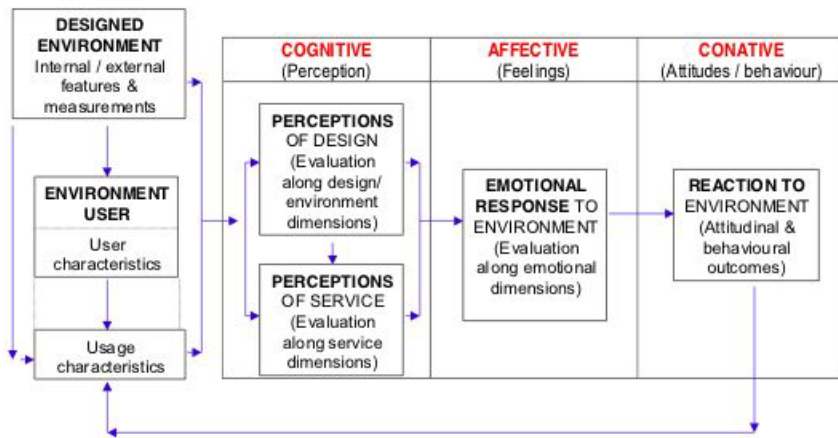 DESIGNED
ENVIRONMENT
Internal / external
features &
measurements
ENVIRONMENT
USER
User
characteristics
Usage
characteristics
COGNITIVE
(Perception)
PERCEPTIONS
OF DESIGN
(Evaluation
along design/
environment
dimensions)
PERCEPTIONS
OF SERVICE
(Evaluation
along service
dimensions)
AFFECTIVE
(Feelings)
EMOTIONAL
RESPONSE TO
ENVIRONMENT
(Evaluation
along emotional
dimensions)
CONATIVE
(Attitudes / behaviour)
REACTION TO
ENVIRONMENT
(Attitudinal &
behavioural
outcomes)